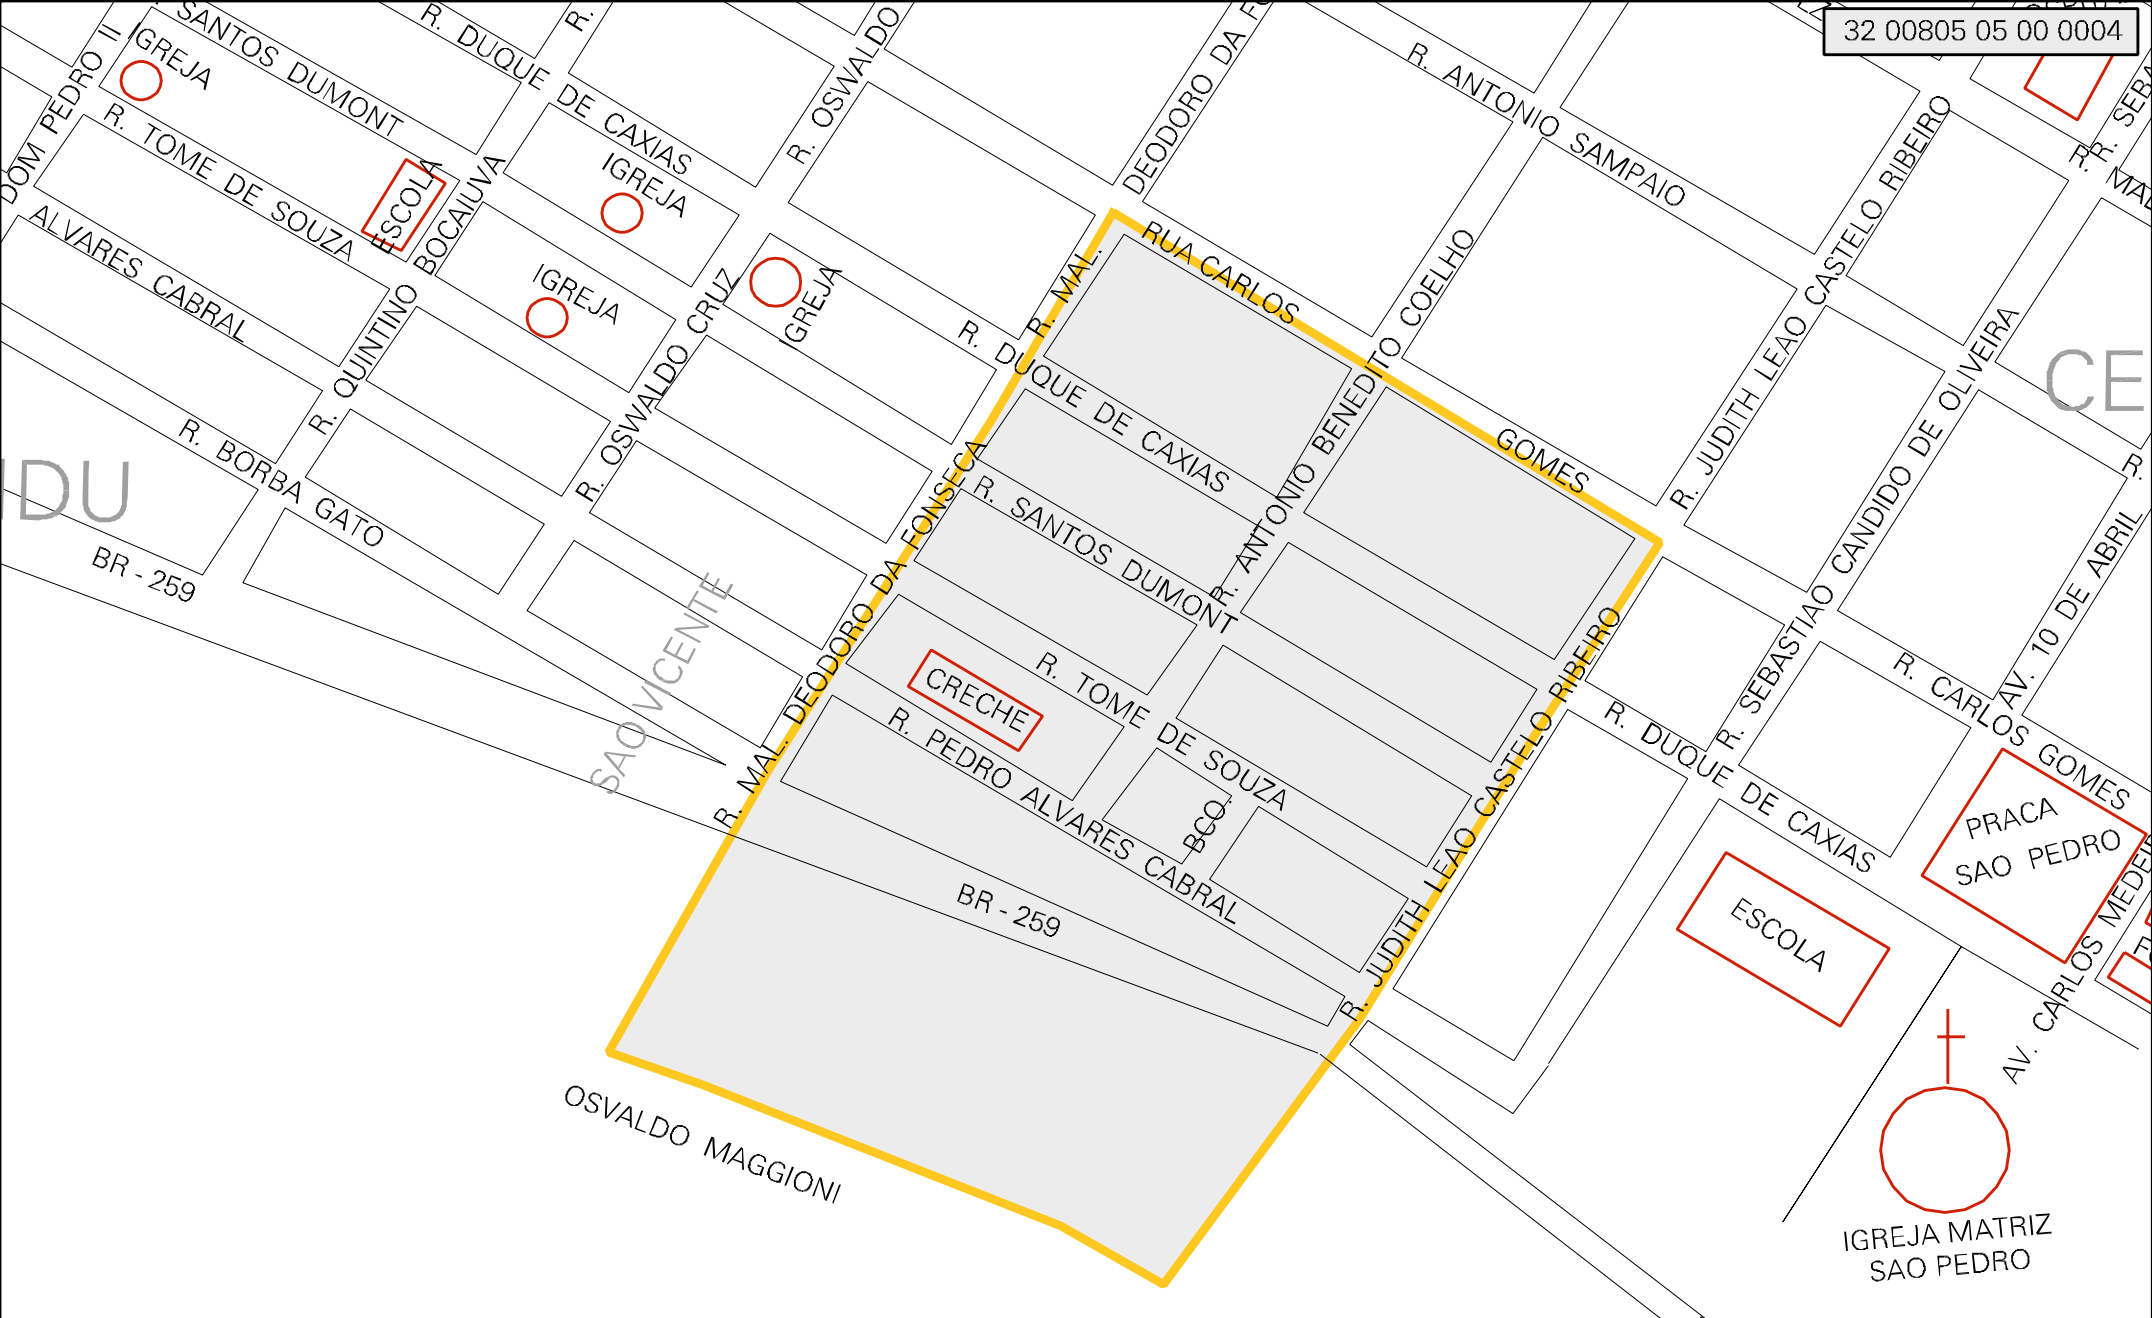 32 00805 05 00 0004
SANTOS DUMONT
R. DUQUE DE CAXIAS
R.
R. OSWALDO
DEODORO DA
R. ANTONIO SAMPAIO
IGREJA
DOM PEDRO II
R. TOME DE SOUZA
ESCOLA
BOCAIUVA
IGREJA
R. SEBA
R.
R. MAL
ALVARES CABRAL
IGREJA
IGREJA
R. QUINTINO
R. OSWALDO CRUZ
R. MAL.
RUA CARLOS
GOMES
R. ANTONIO BENEDITO COELHO
R. JUDITH LEAO CASTELO RIBEIRO
R. SEBASTIAO CANDIDO DE OLIVEIRA
CE
R.
R. DUQUE DE CAXIAS
R. BORBA GATO
NDU
BR - 259
SAO VICENTE
R. MAL. DEODORO DA FONSECA
R. SANTOS DUMONT
R. TOME DE SOUZA
CRECHE
R. PEDRO ALVARES CABRAL
BCO.
BR - 259
R. JUDITH LEAO CASTELO RIBEIRO
AV. 10 DE ABRIL
R. CARLOS GOMES
R. DUQUE DE CAXIAS
PRACA
SAO PEDRO
ESCOLA
AV. CARLOS MEDEI
OSVALDO MAGGIONI
IGREJA MATRIZ
SAO PEDRO